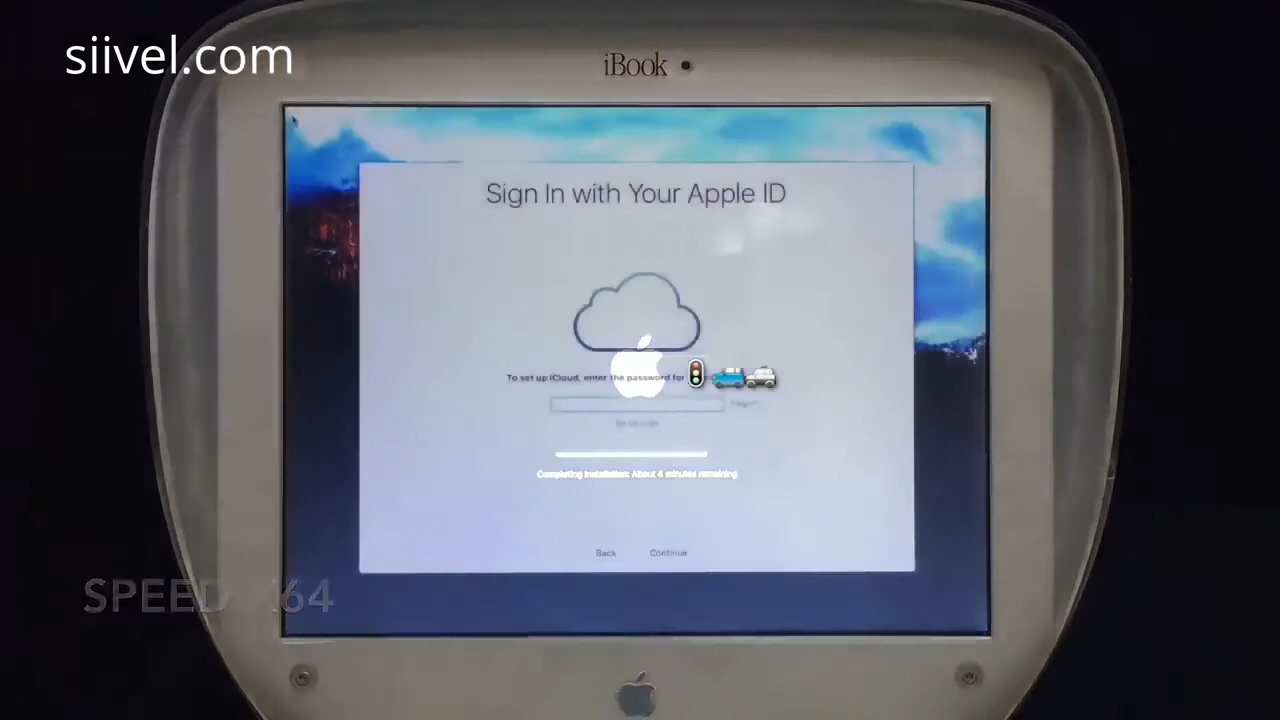 siivel.com
iBook
Sign In with Your Apple ID
To set up iCloud, enter the password for
Completing Installation: About 4 minutes remaining
Back Continue
SPEED X64